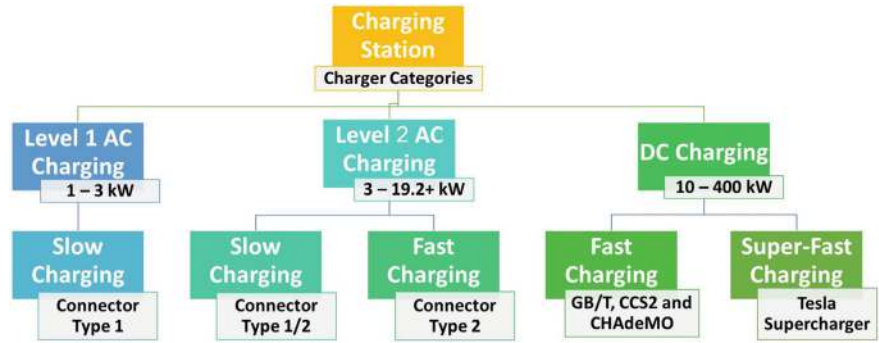 Charging
Station
Charger Categories
Level 1 AC
Charging
1 – 3 kW
Level 2 AC
Charging
3 – 19.2+ kW
DC Charging
10 – 400 kW
Slow
Charging
Connector
Type 1
Slow
Charging
Connector
Type 1/2
Fast
Charging
Connector
Type 2
Fast
Charging
GB/T, CCS2 and
CHAdeMO
Super-Fast
Charging
Tesla
Supercharger